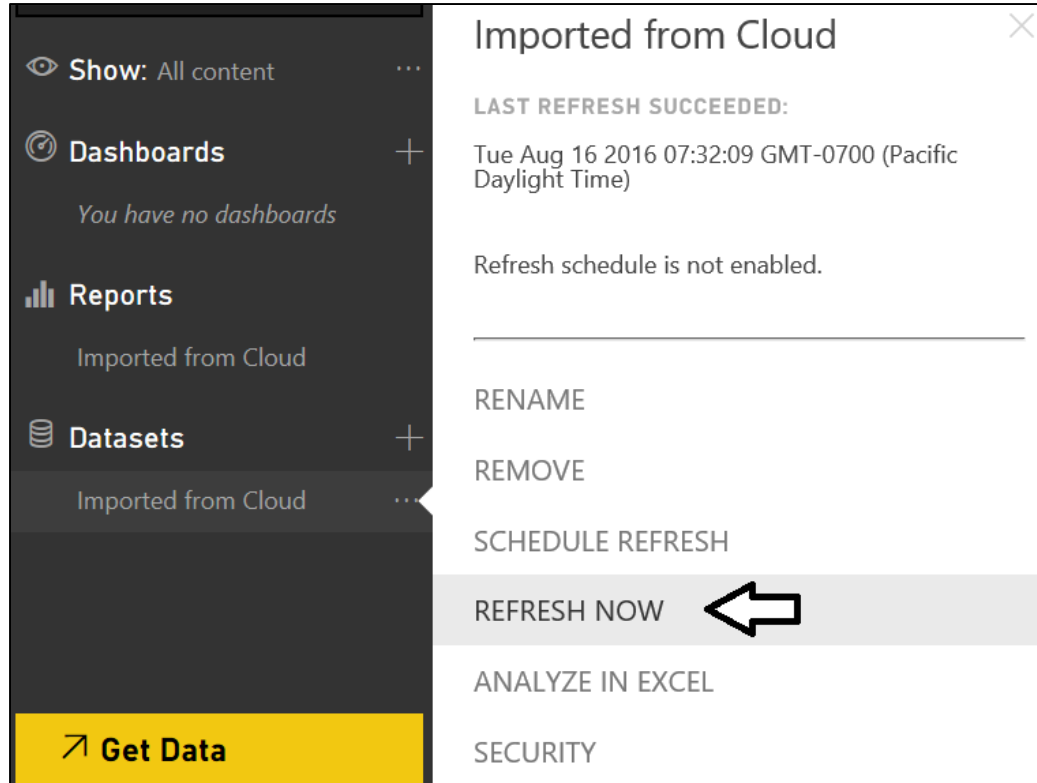 Show: All content
Dashboards
You have no dashboards
Reports
Imported from Cloud
Datasets
Imported from Cloud
Get Data
Imported from Cloud
LAST REFRESH SUCCEEDED:
Tue Aug 16 2016 07:32:09 GMT-0700 (Pacific
Daylight Time)
Refresh schedule is not enabled.
RENAME
REMOVE
SCHEDULE REFRESH
REFRESH NOW
ANALYZE IN EXCEL
SECURITY